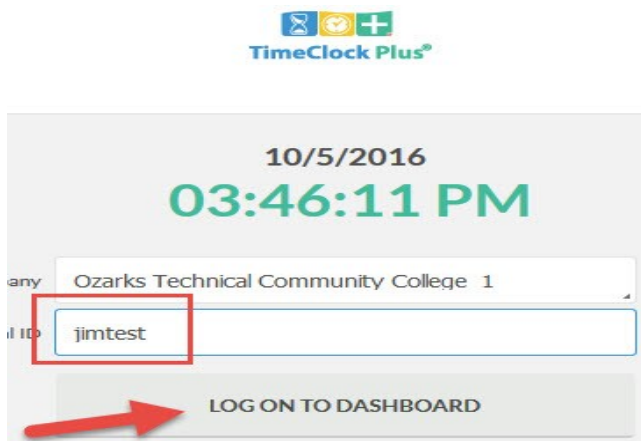 TimeClock Plus®
10/5/2016
03:46:11 PM
any Ozarks Technical Community College 1
l ID jimtest
LOG ON TO DASHBOARD